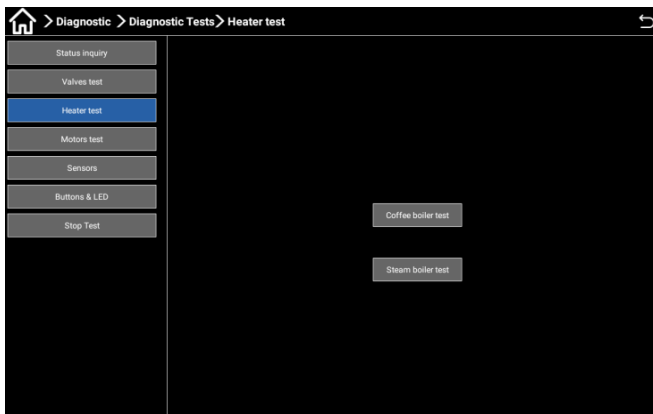 > Diagnostic > Diagnostic Tests> Heater test
Status inquiry
Valves test
Heater test
Motors test
Sensors
Buttons & LED
Stop Test
Coffee boiler test
Steam boiler test